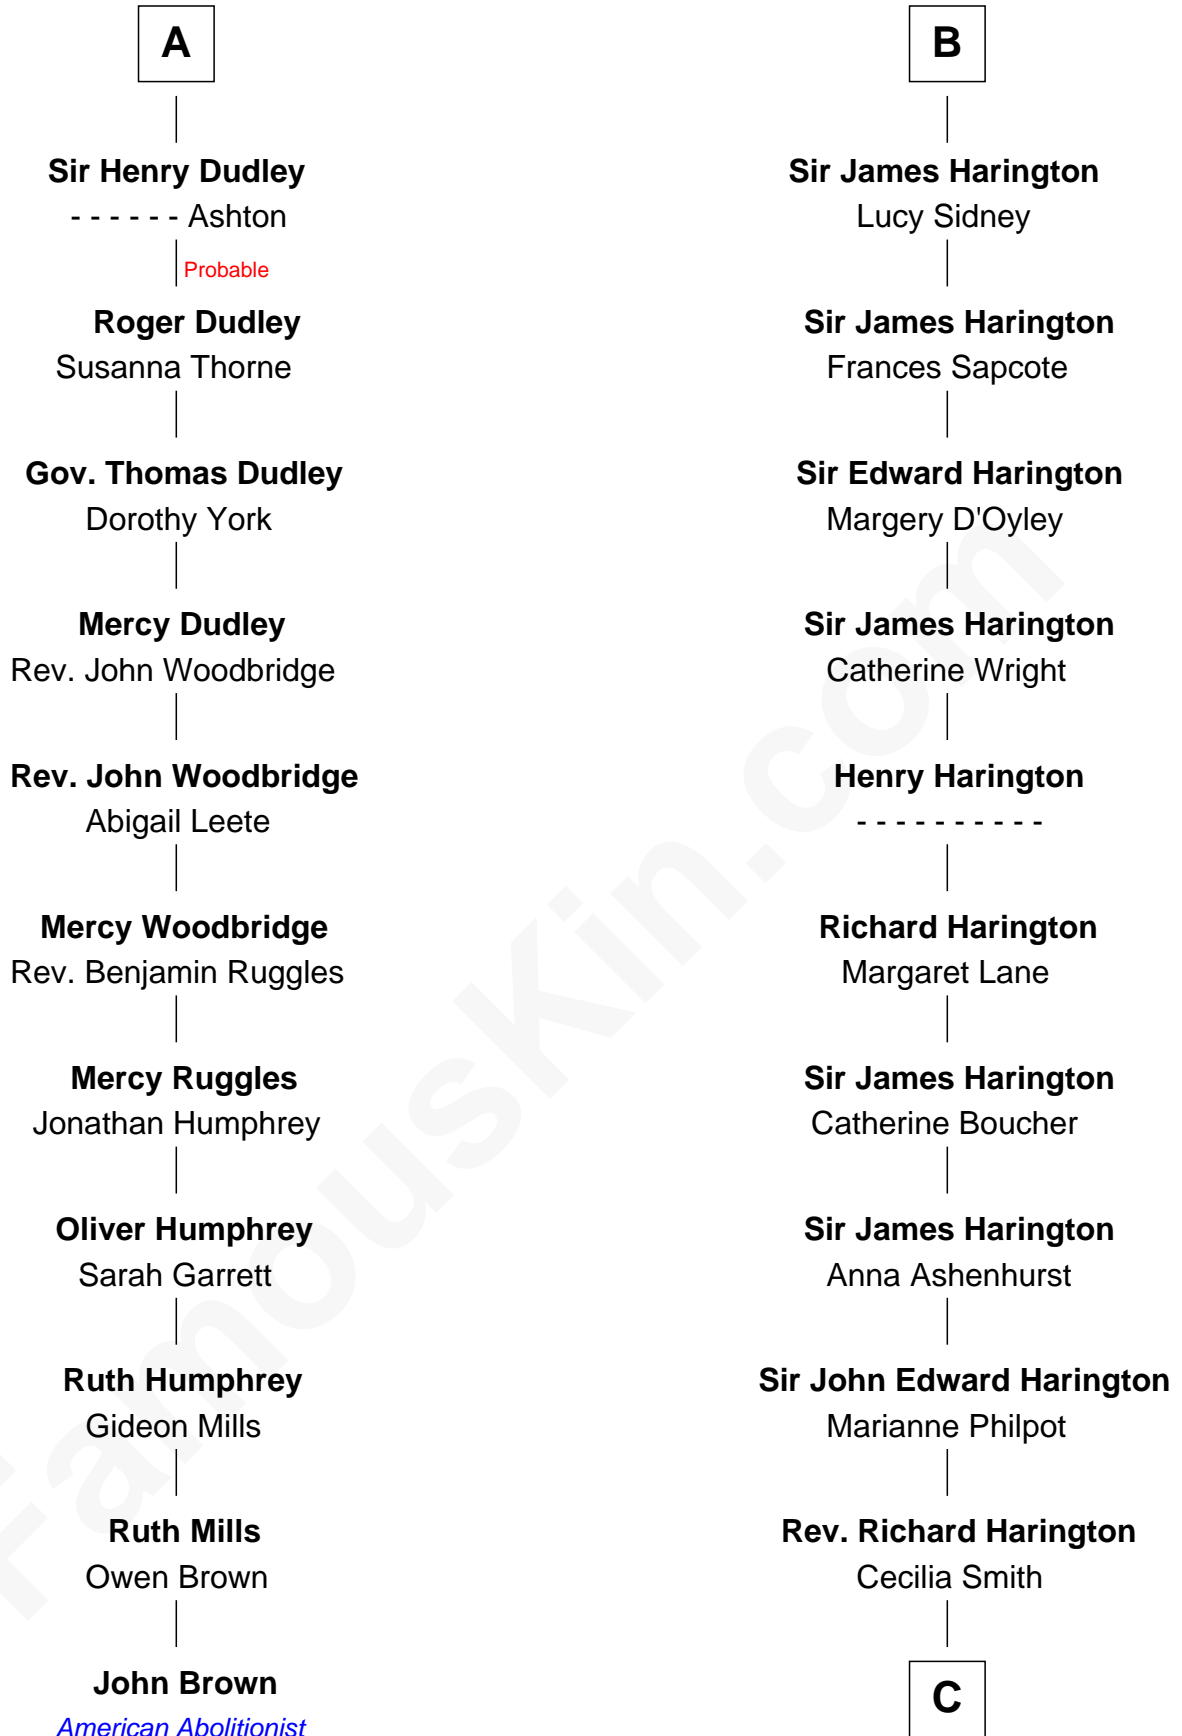 A
Sir Henry Dudley
- - - - - - Ashton
Probable
Roger Dudley
Susanna Thorne
Gov. Thomas Dudley
Dorothy York
Mercy Dudley
Rev. John Woodbridge
Rev. John Woodbridge
Abigail Leete
Mercy Woodbridge
Rev. Benjamin Ruggles
Mercy Ruggles
Jonathan Humphrey
Oliver Humphrey
Sarah Garrett
Ruth Humphrey
Gideon Mills
Ruth Mills
Owen Brown
John Brown
American Abolitionist
B
Sir James Harington
Lucy Sidney
Sir James Harington
Frances Sapcote
Sir Edward Harington
Margery D'Oyley
Sir James Harington
Catherine Wright
Henry Harington
- - - - - - - - - -
Richard Harington
Margaret Lane
Sir James Harington
Catherine Boucher
Sir James Harington
Anna Ashenhurst
Sir John Edward Harington
Marianne Philpot
Rev. Richard Harington
Cecilia Smith
C
FamousKin.com